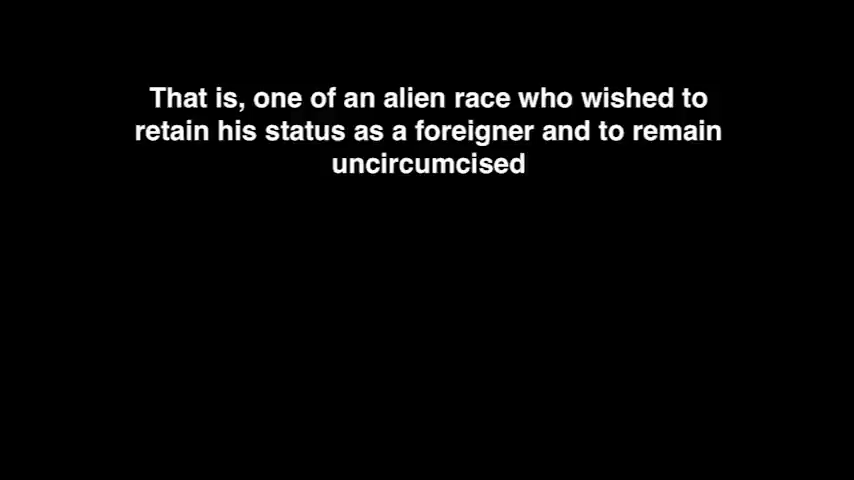 That is, one of an alien race who wished to
retain his status as a foreigner and to remain
uncircumcised